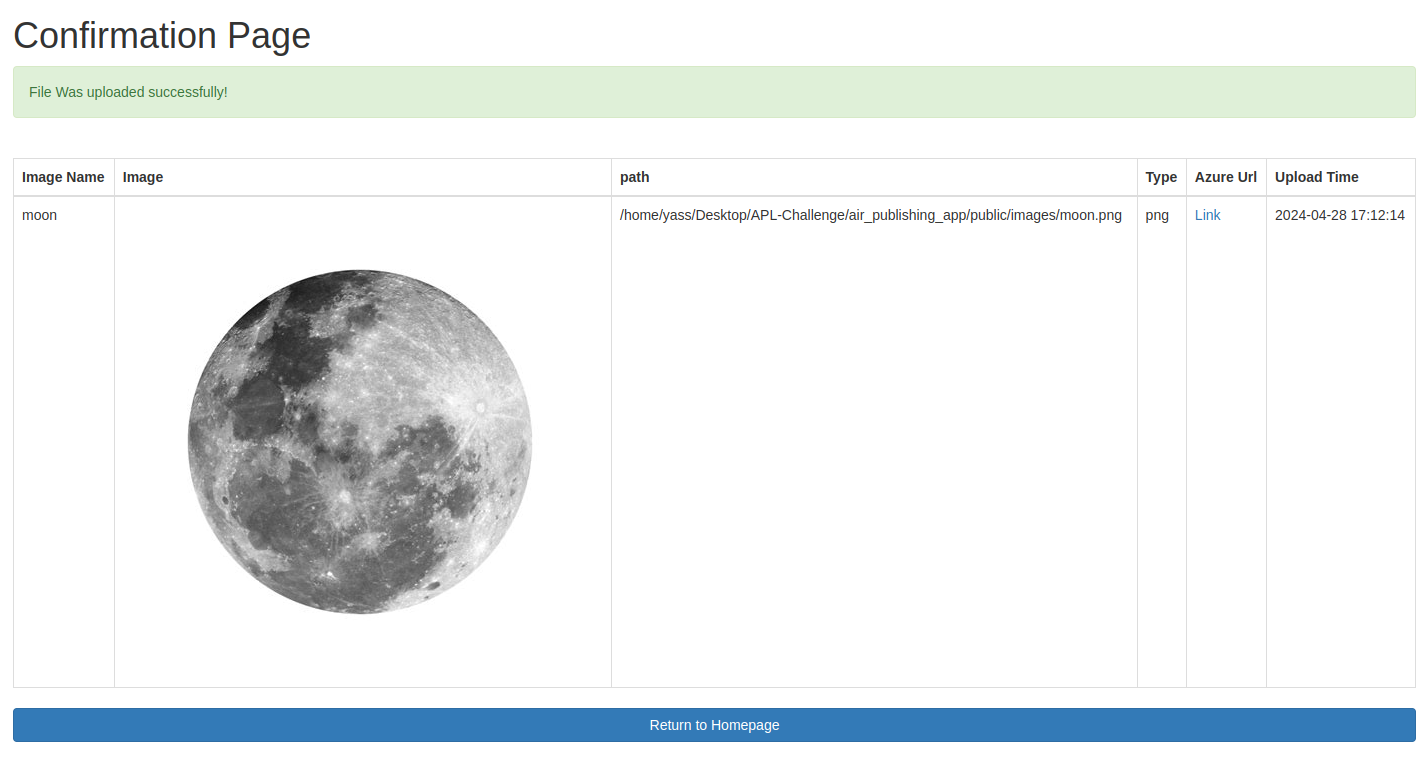 Confirmation Page
File Was uploaded successfully!
Image Name Image path Type Azure Url Upload Time
moon /home/yass/Desktop/APL-Challenge/air_publishing_app/public/images/moon.png png Link 2024-04-28 17:12:14
Return to Homepage